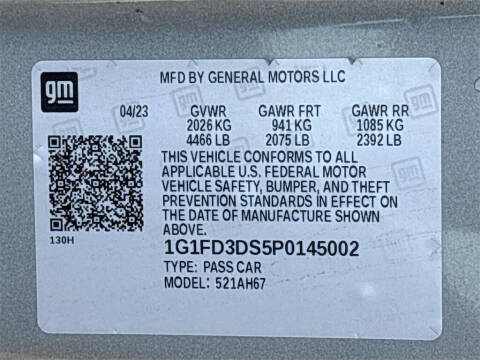 gm
MFD BY GENERAL MOTORS LLC
04/23 GVWR GAWR FRT GAWR RR
2026 KG 941 KG 1085 KG
4466 LB 2075 LB 2392 LB
THIS VEHICLE CONFORMS TO ALL
APPLICABLE U.S. FEDERAL MOTOR
VEHICLE SAFETY, BUMPER, AND THEFT
PREVENTION STANDARDS IN EFFECT ON
THE DATE OF MANUFACTURE SHOWN
ABOVE.
130H
1G1FD3DS5P0145002
TYPE: PASS CAR
MODEL: 521AH67